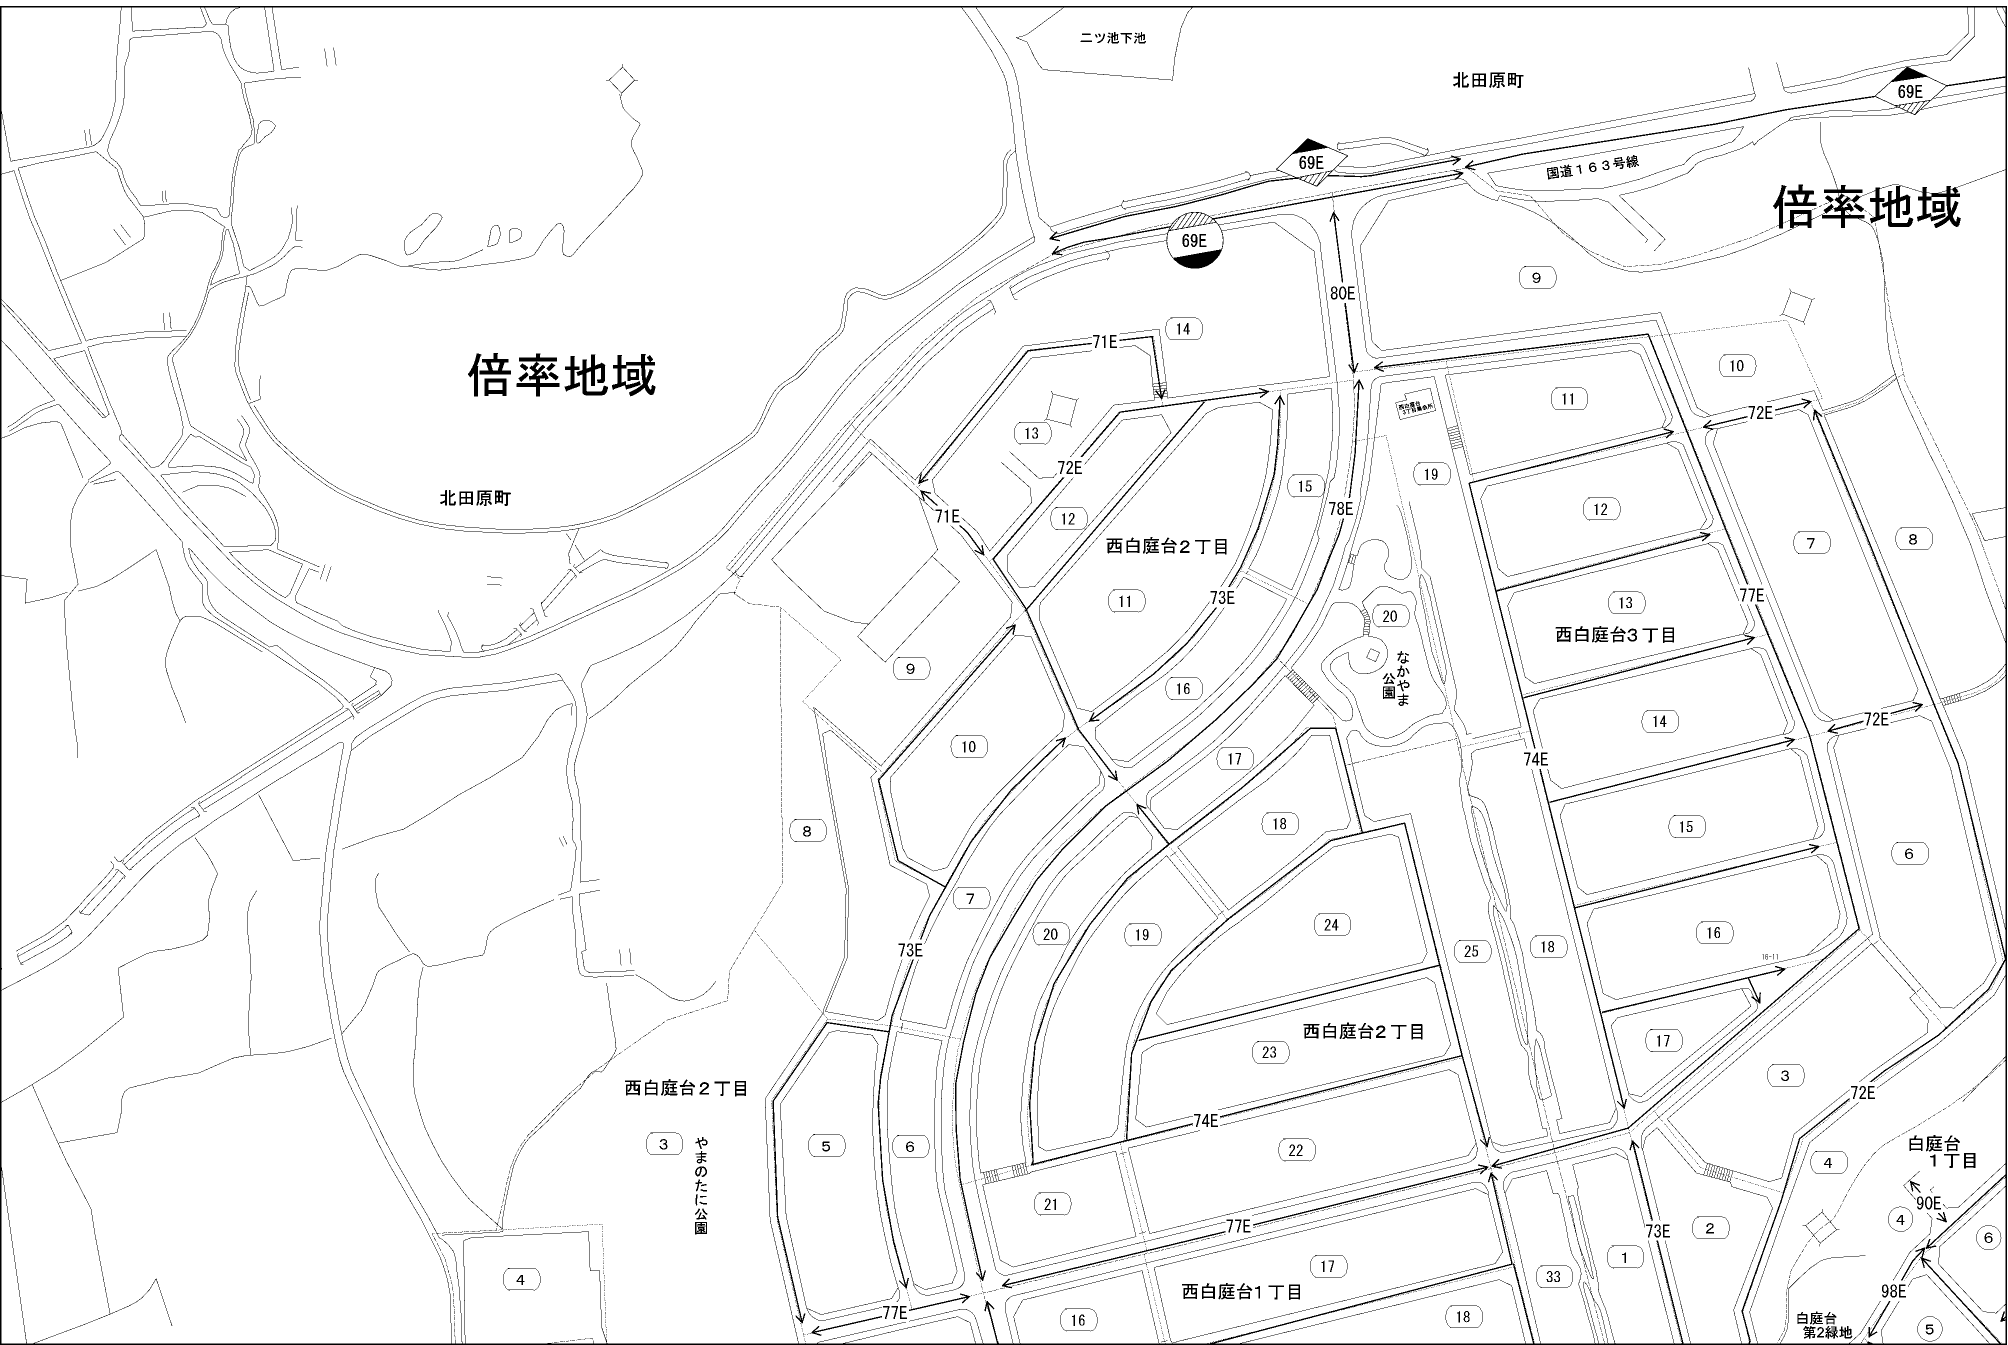 二ツ池下池
北田原町
69E
69E
国道１６３号線
倍率地域
69E
80E
9
14
71E
倍率地域
10
11
72E
13
72E
19
15
北田原町
71E
12
78E
12
7
8
西白庭台２丁目
11
73E
13
77E
20
西白庭台３丁目
なかやま
公園
9
16
14
72E
10
17
74E
8
18
15
6
7
24
20
19
73E
25
18
16
16-11
西白庭台２丁目
23
17
3
西白庭台２丁目
72E
3
やまのたに公園
5
6
74E
22
白庭台
１丁目
4
21
90E
4
77E
73E
2
6
1
17
33
4
西白庭台１丁目
98E
77E
16
18
白庭台
第2緑地
5